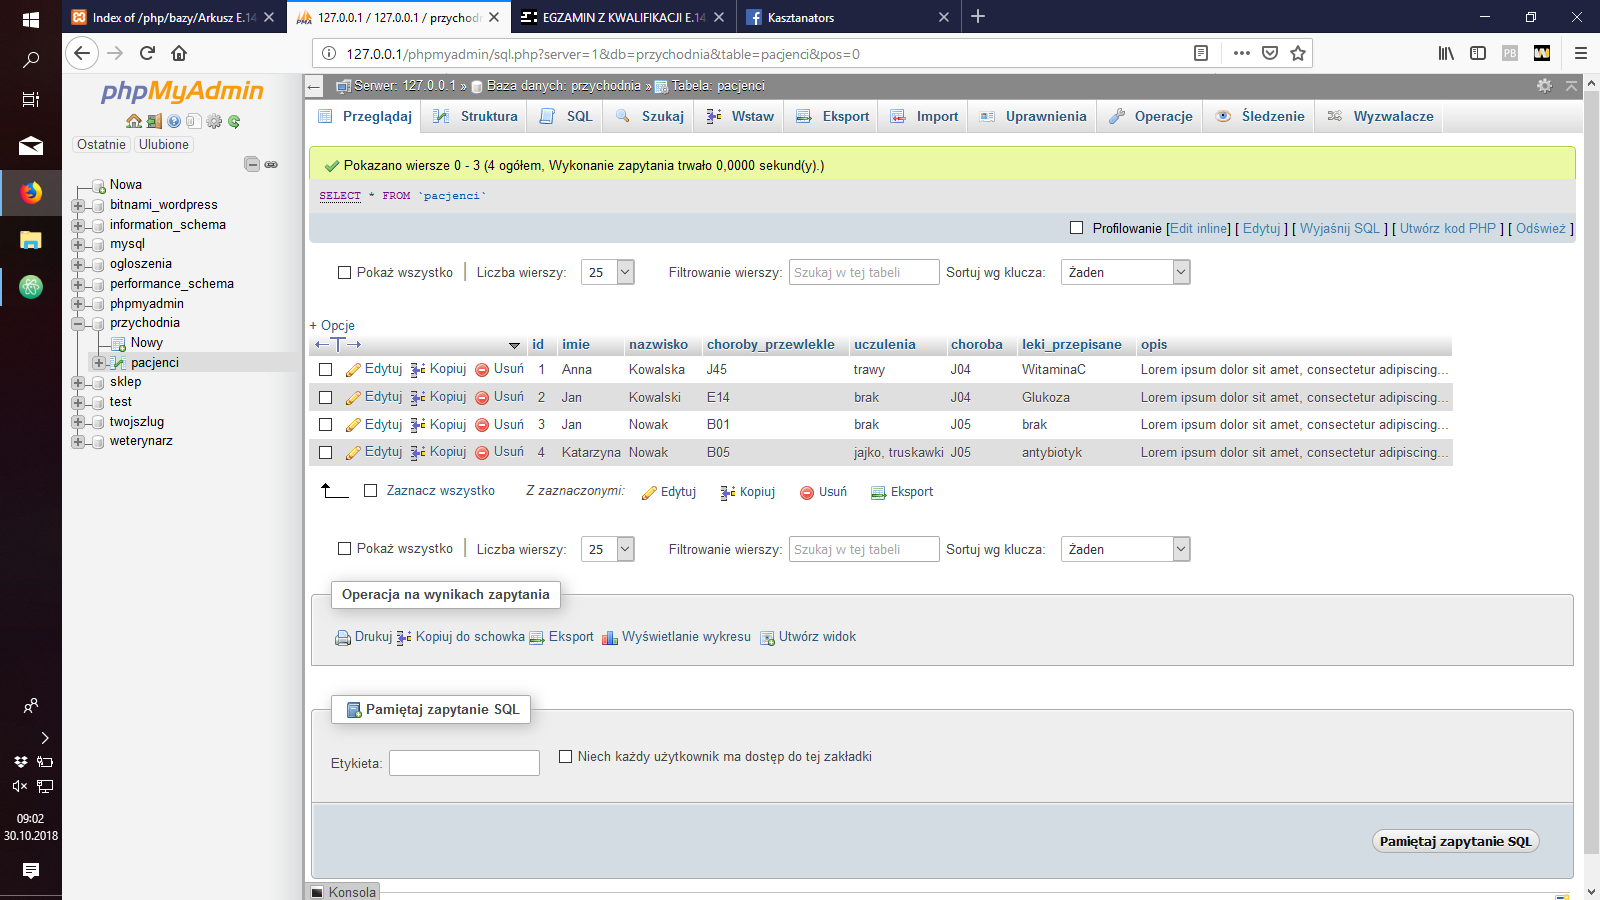 Index of /php/bazy/Arkusz E.14
127.0.0.1 / 127.0.0.1 / przychodn
EGZAMIN Z KWALIFIKACJI E.14
Kasztanators
127.0.0.1/phpmyadmin/sql.php?server=1&db=przychodnia&table=pacjenci&pos=0
phpMyAdmin
Ostatnie Ulubione
Nowa
bitnami_wordpress
information_schema
mysql
ogloszenia
performance_schema
phpmyadmin
przychodnia
Nowy
pacjenci
sklep
test
twojszlug
weterynarz
Serwer: 127.0.0.1 » Baza danych: przychodnia » Tabela: pacjenci
Przeglądaj Struktura SQL Szukaj Wstaw Eksport Import Uprawnienia Operacje Śledzenie Wyzwalacze
Pokazano wiersze 0 - 3 (4 ogółem, Wykonanie zapytania trwało 0,0000 sekund(y).)
SELECT * FROM `pacjenci`
Profilowanie [Edit inline] [ Edytuj ] [ Wyjaśnij SQL ] [ Utwórz kod PHP ] [ Odśwież ]
Pokaż wszystko | Liczba wierszy: 25 Filtrowanie wierszy: Szukaj w tej tabeli Sortuj wg klucza: Żaden
+ Opcje
←T→ id imie nazwisko choroby_przewlekle uczulenia choroba leki_przepisane opis
Edytuj Kopiuj Usuń 1 Anna Kowalska J45 trawy J04 WitaminaC Lorem ipsum dolor sit amet, consectetur adipiscing...
Edytuj Kopiuj Usuń 2 Jan Kowalski E14 brak J04 Glukoza Lorem ipsum dolor sit amet, consectetur adipiscing...
Edytuj Kopiuj Usuń 3 Jan Nowak B01 brak J05 brak Lorem ipsum dolor sit amet, consectetur adipiscing...
Edytuj Kopiuj Usuń 4 Katarzyna Nowak B05 jajko, truskawki J05 antybiotyk Lorem ipsum dolor sit amet, consectetur adipiscing...
Zaznacz wszystko Z zaznaczonymi: Edytuj Kopiuj Usuń Eksport
Pokaż wszystko | Liczba wierszy: 25 Filtrowanie wierszy: Szukaj w tej tabeli Sortuj wg klucza: Żaden
Operacja na wynikach zapytania
Drukuj Kopiuj do schowka Eksport Wyświetlanie wykresu Utwórz widok
Pamiętaj zapytanie SQL
Etykieta: Niech każdy użytkownik ma dostęp do tej zakładki
Pamiętaj zapytanie SQL
Konsola
09:02
30.10.2018